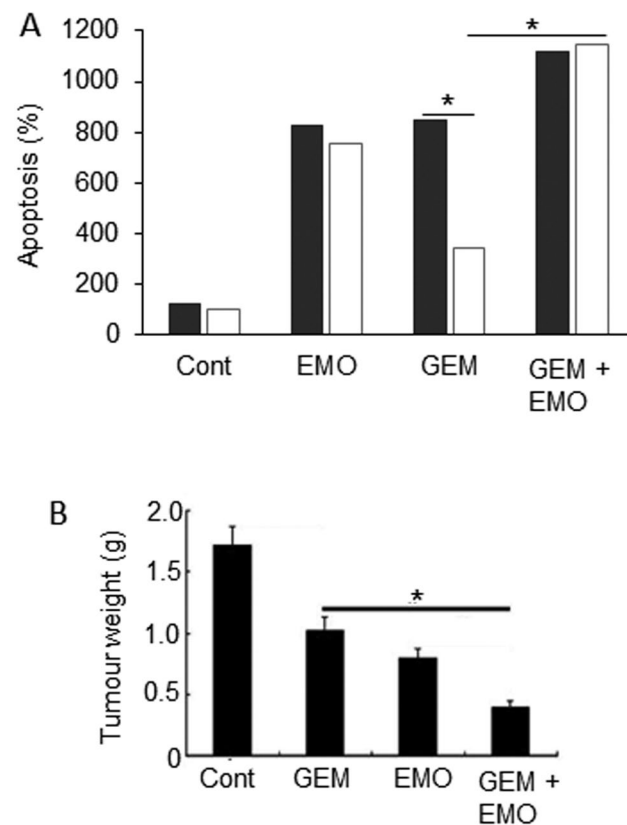 A
Apoptosis (%)
1200
1000
800
600
400
200
0
*
*
Cont EMO GEM GEM +
EMO
B
Tumour weight (g)
2.0
1.5
1.0
0.5
0
*
Cont GEM EMO GEM +
EMO